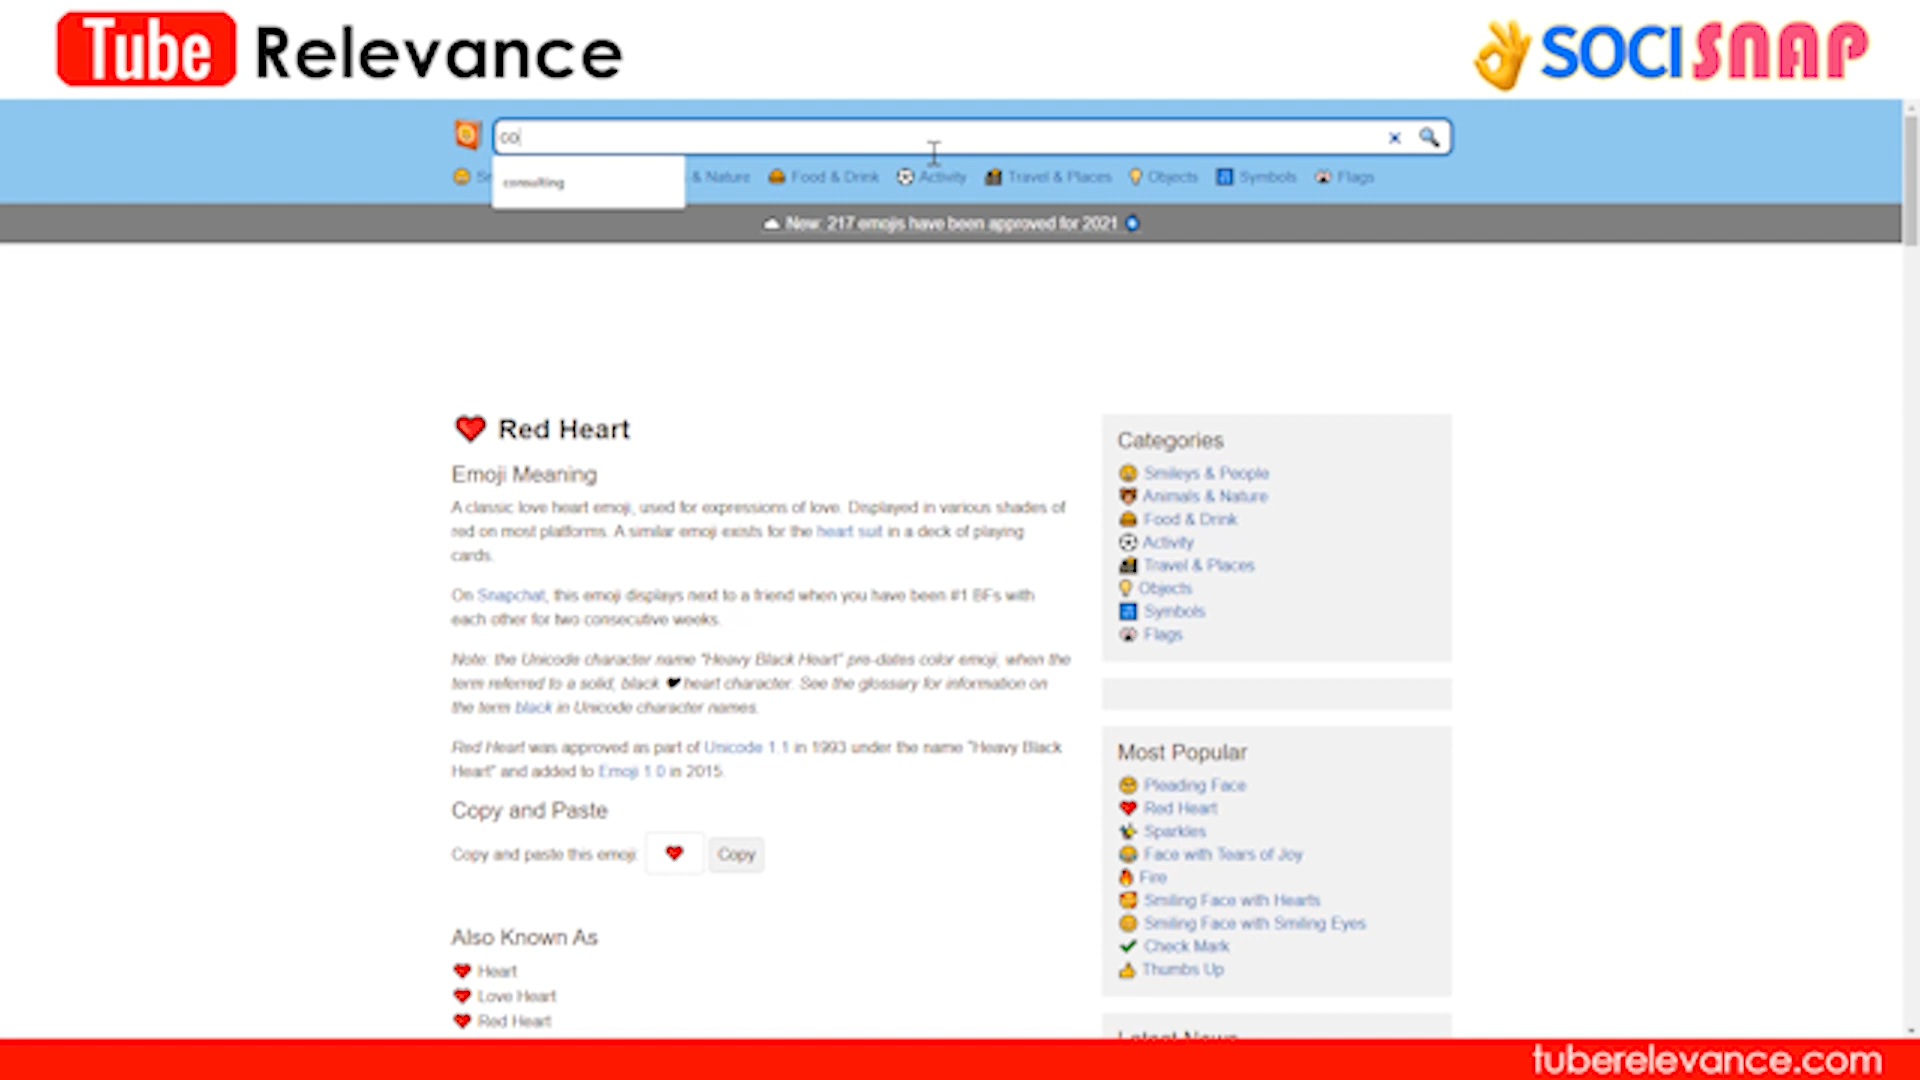 Tube Relevance
SOCISNAP
co
consulting
& Nature Food & Drink Activity Travel & Places Objects Symbols Flags
New: 217 emojis have been approved for 2021
Red Heart
Emoji Meaning
A classic love heart emoji, used for expressions of love. Displayed in various shades of
red on most platforms. A similar emoji exists for the heart suit in a deck of playing
cards.
On Snapchat, this emoji displays next to a friend when you have been #1 BFs with
each other for two consecutive weeks.
Note: the Unicode character name "Heavy Black Heart" pre-dates color emoji, when the
term referred to a solid, black ♥ heart character. See the glossary for information on
the term black in Unicode character names.
Red Heart was approved as part of Unicode 1.1 in 1993 under the name "Heavy Black
Heart" and added to Emoji 1.0 in 2015.
Copy and Paste
Copy and paste this emoji: Copy
Also Known As
Heart
Love Heart
Red Heart
Categories
Smileys & People
Animals & Nature
Food & Drink
Activity
Travel & Places
Objects
Symbols
Flags
Most Popular
Pleading Face
Red Heart
Sparkles
Face with Tears of Joy
Fire
Smiling Face with Hearts
Smiling Face with Smiling Eyes
Check Mark
Thumbs Up
Latest News
tuberelevance.com